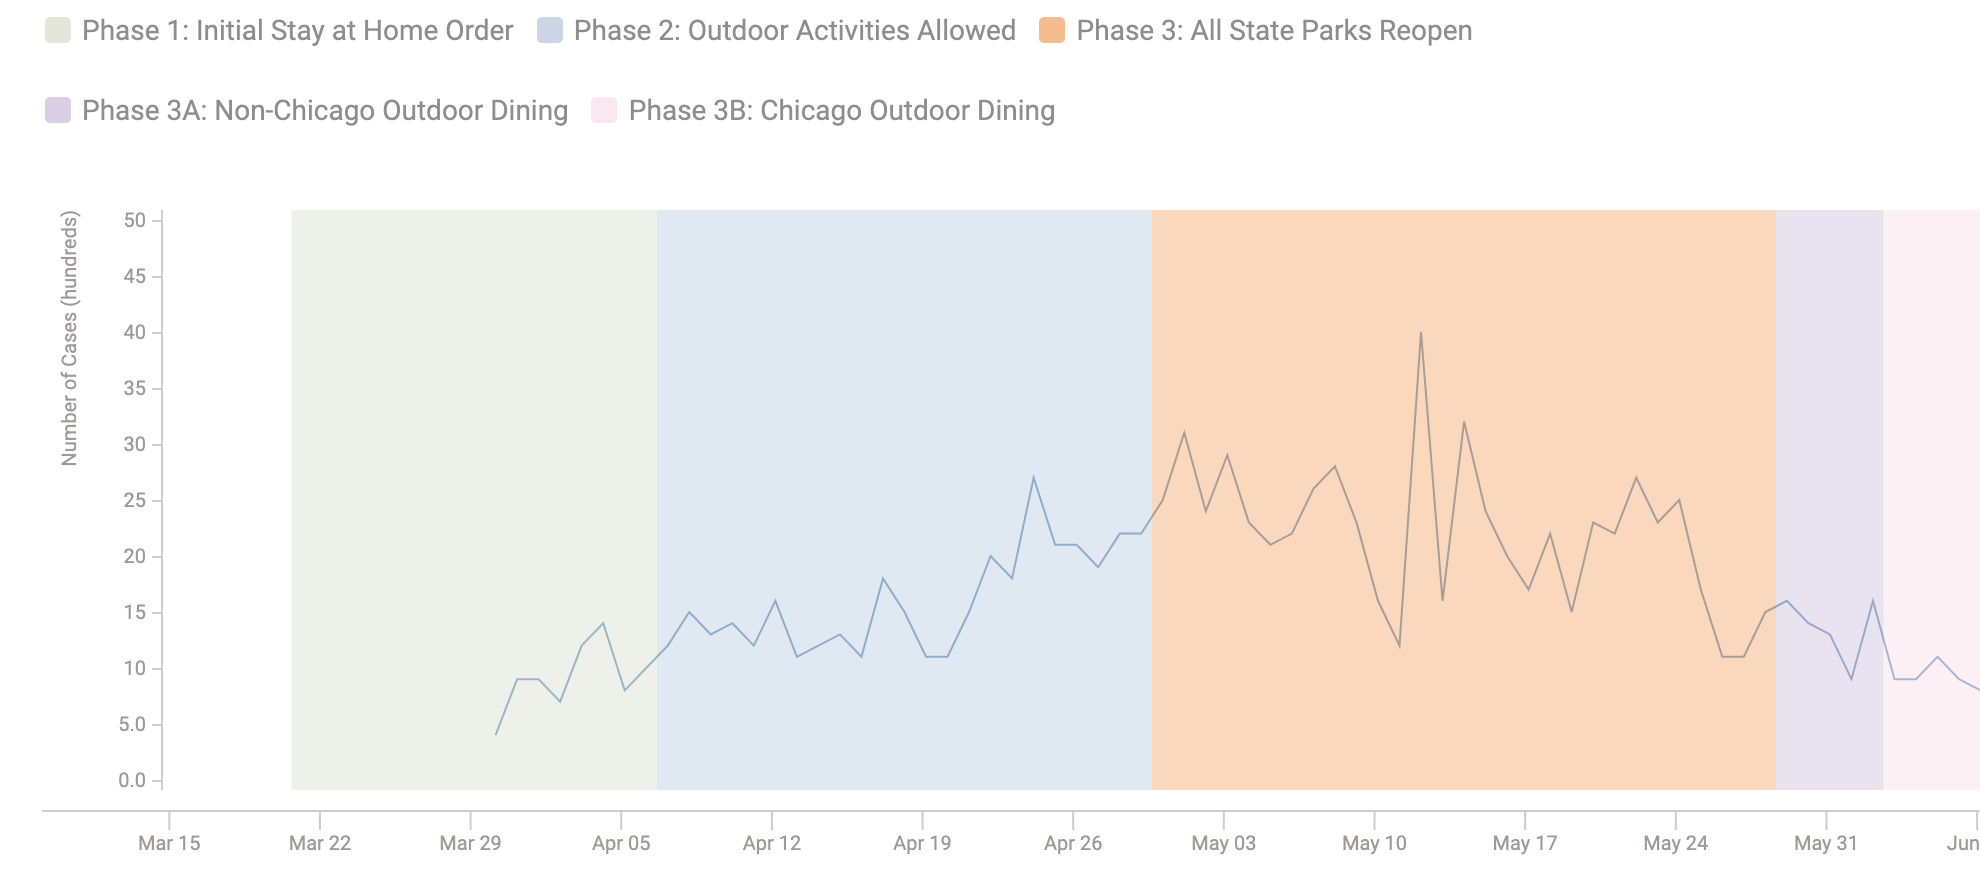 Phase 1: Initial Stay at Home Order Phase 2: Outdoor Activities Allowed Phase 3: All State Parks Reopen
Phase 3A: Non-Chicago Outdoor Dining Phase 3B: Chicago Outdoor Dining
Number of Cases (hundreds)
50
45
40
35
30
25
20
15
10
5.0
0.0
Mar 15 Mar 22 Mar 29 Apr 05 Apr 12 Apr 19 Apr 26 May 03 May 10 May 17 May 24 May 31 Jun